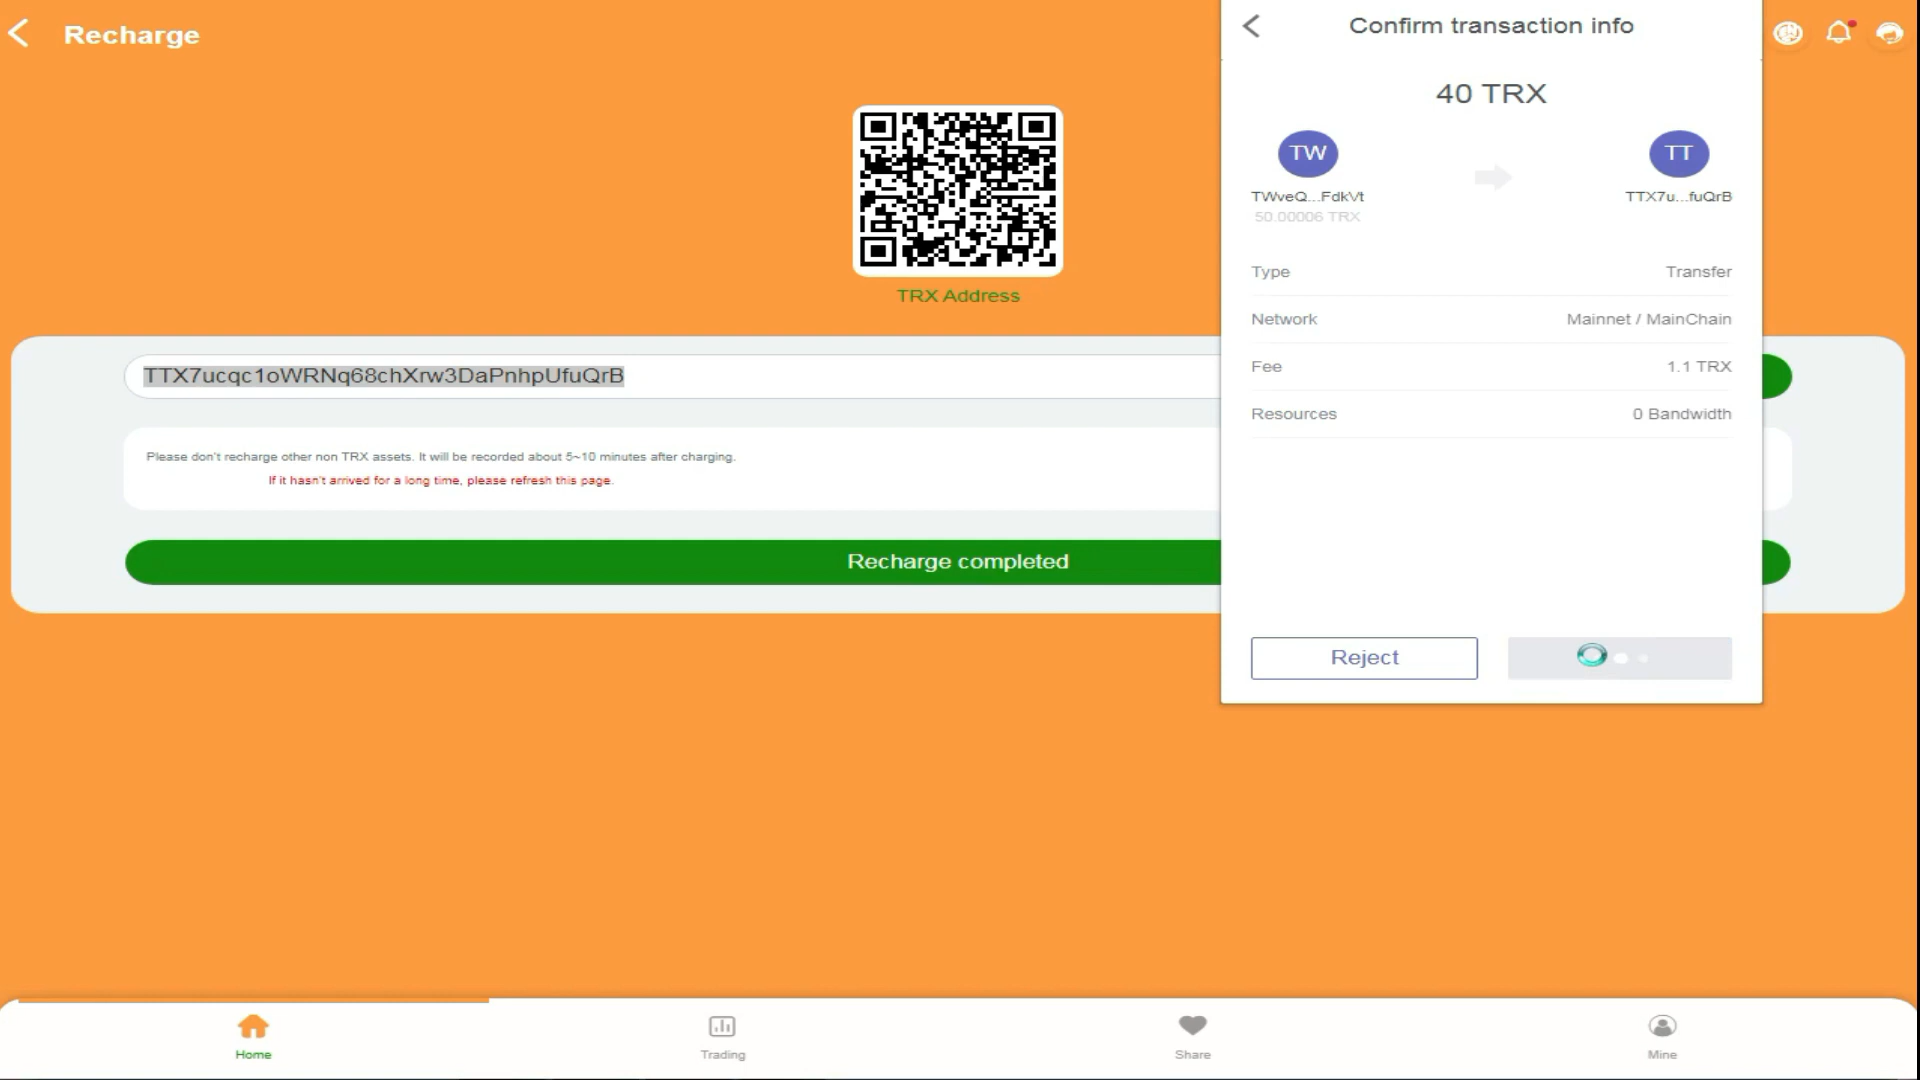 Recharge
TRX Address
TTX7ucqc1oWRNq68chXrw3DaPnhpUfuQrB
Please don't recharge other non TRX assets. It will be recorded about 5~10 minutes after charging.
If it hasn't arrived for a long time, please refresh this page.
Recharge completed
Confirm transaction info
40 TRX
TW
TT
TWveQ...FdkVt
TTX7u...fuQrB
50.00006 TRX
Type
Transfer
Network
Mainnet / MainChain
Fee
1.1 TRX
Resources
0 Bandwidth
Reject
Home
Trading
Share
Mine